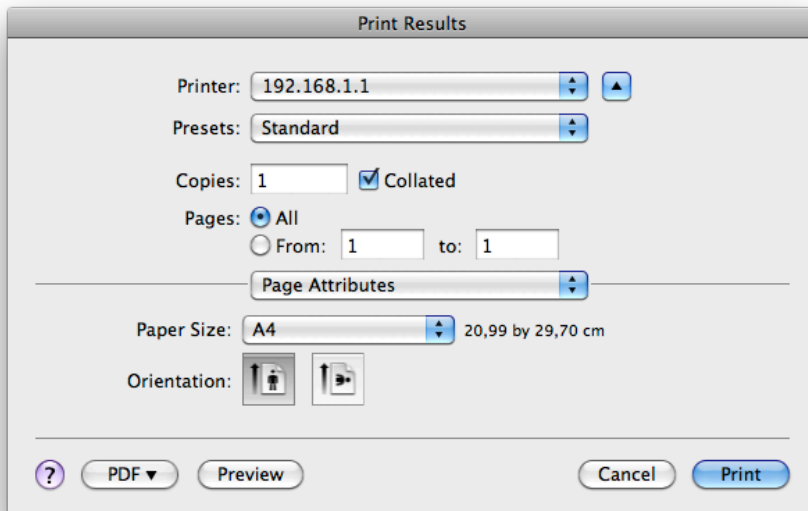 Print Results
Printer: 192.168.1.1
Presets: Standard
Copies: 1 Collated
Pages: All
From: 1 to: 1
Page Attributes
Paper Size: A4 20,99 by 29,70 cm
Orientation:
? PDF Preview Cancel Print